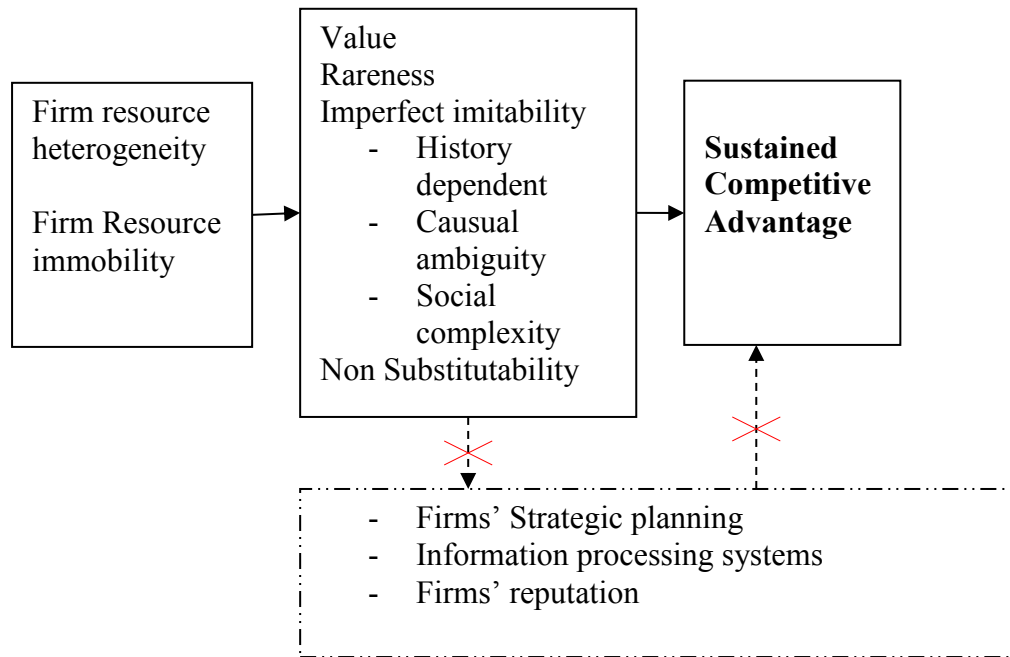 Firm resource
heterogeneity
Firm Resource
immobility
Value
Rareness
Imperfect imitability
- History
dependent
- Causual
ambiguity
- Social
complexity
Non Substitutability
Sustained
Competitive
Advantage
- Firms’ Strategic planning
- Information processing systems
- Firms’ reputation